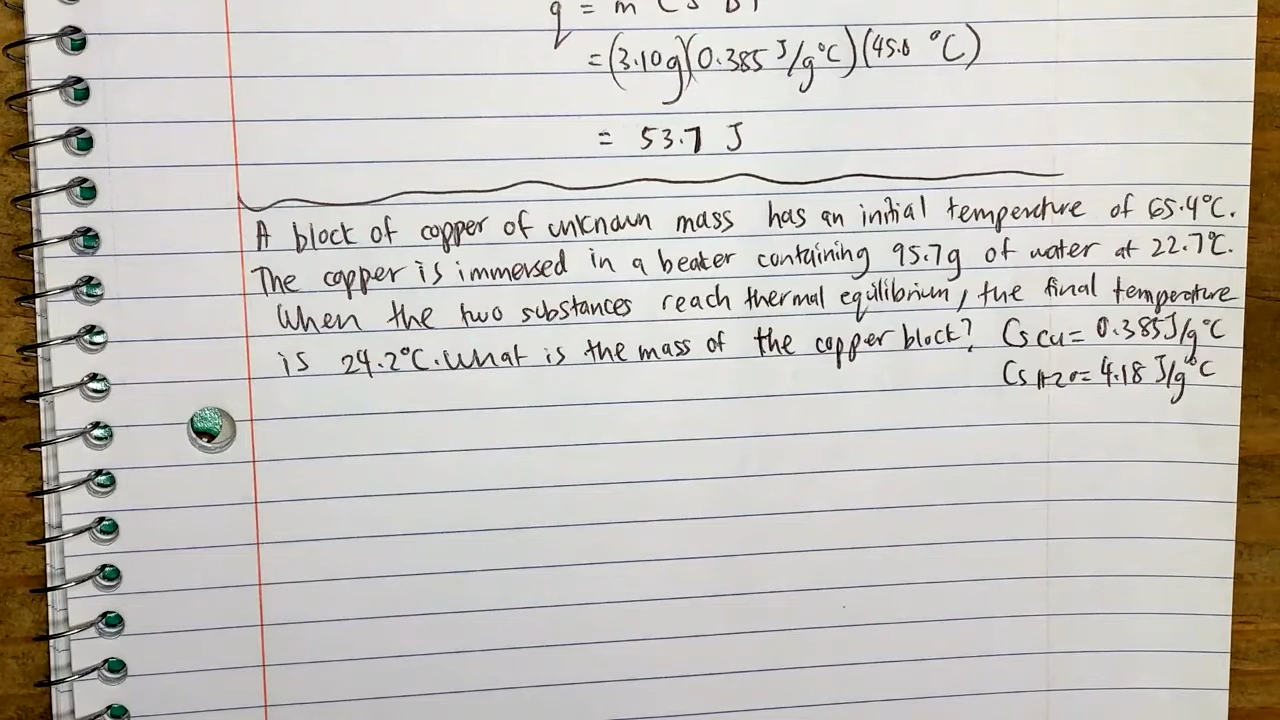 q = m Cs ΔT
= (3.10g)(0.385 J/g°C)(45.0 °C)
= 53.7 J
A block of copper of unknown mass has an initial temperature of 65.4°C.
The copper is immersed in a beaker containing 95.7g of water at 22.7°C.
When the two substances reach thermal equilibrium, the final temperature
is 24.2°C. What is the mass of the copper block? Cs Cu = 0.385 J/g°C
Cs H2O = 4.18 J/g°C